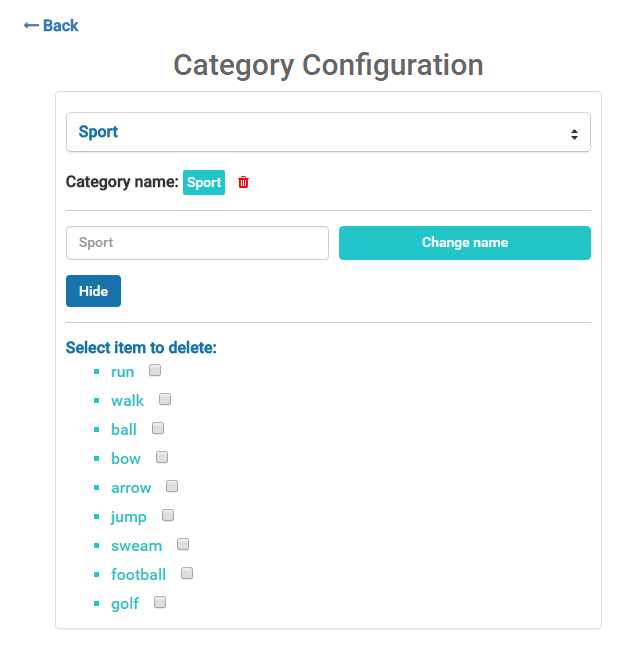 Back
Category Configuration
Sport
Category name: Sport
Sport Change name
Hide
Select item to delete:
run
walk
ball
bow
arrow
jump
sweam
football
golf